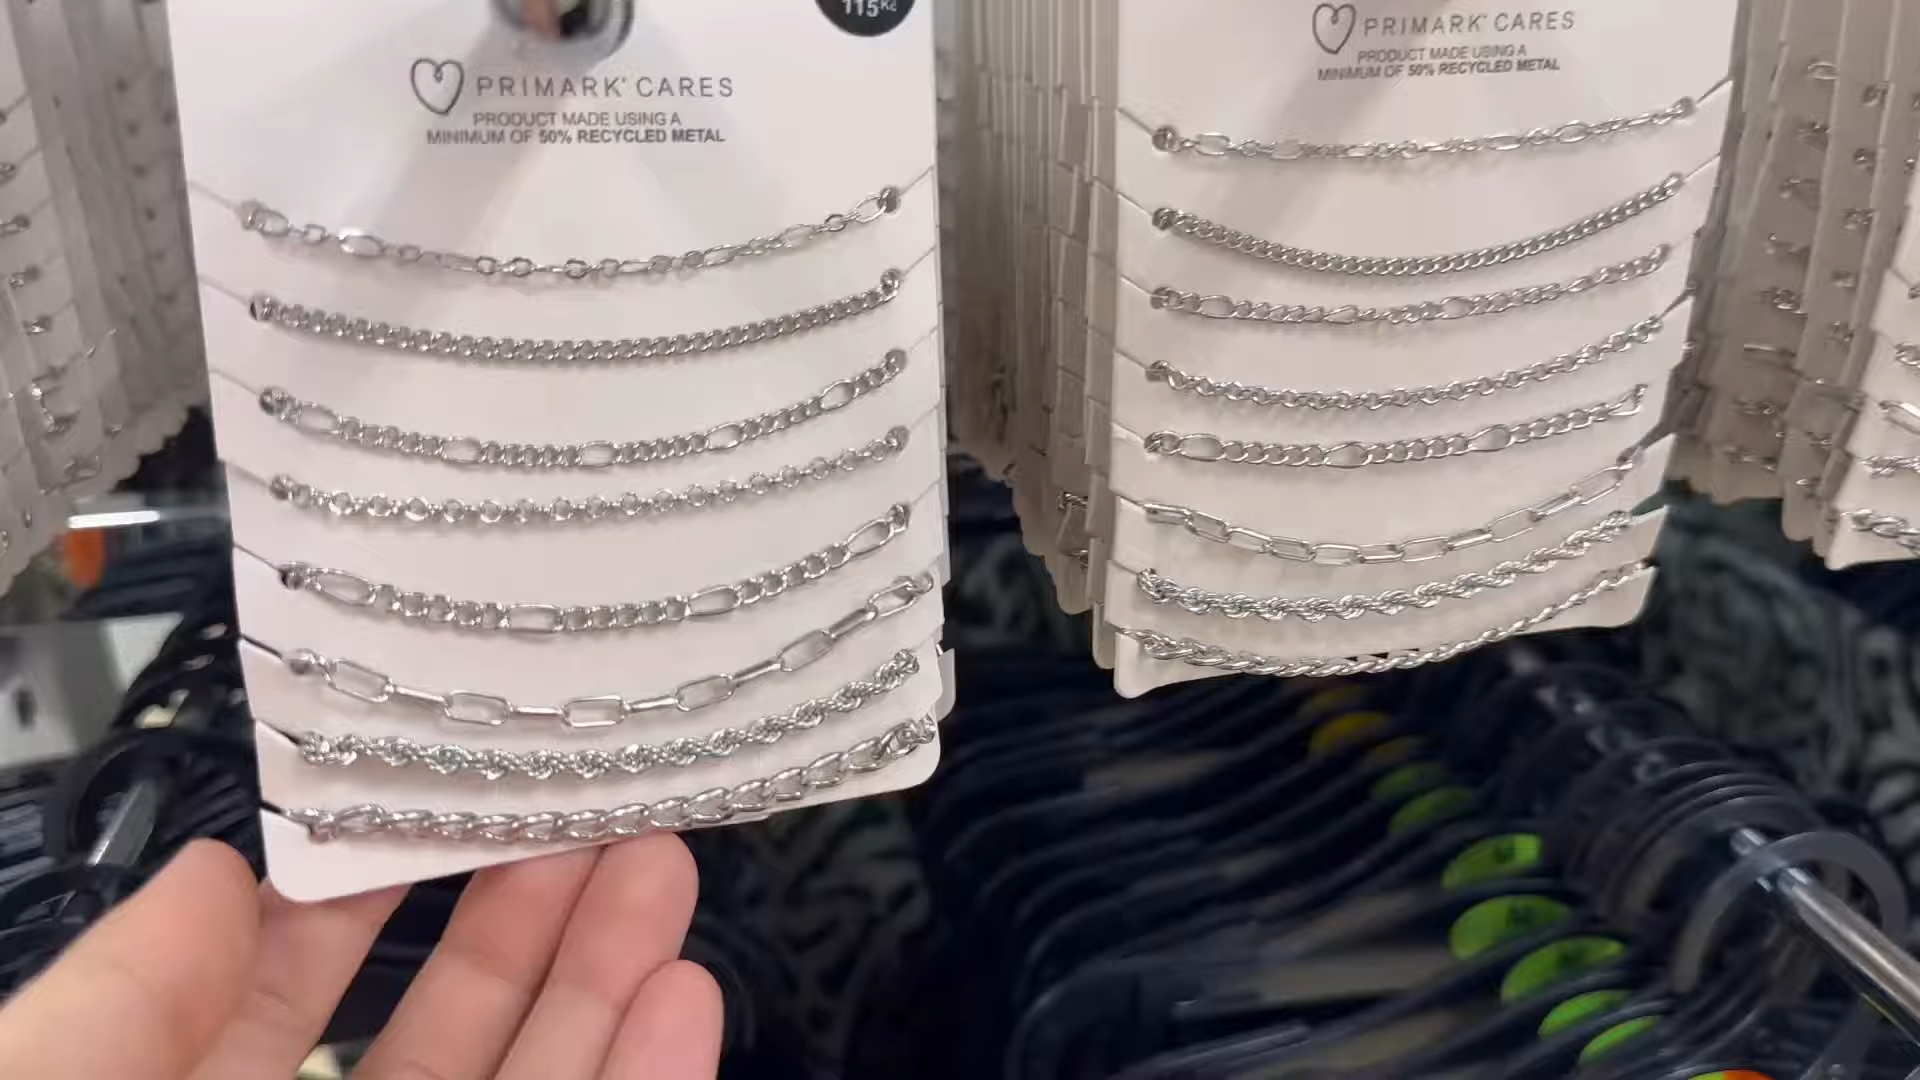 115Kč
PRIMARK® CARES
PRODUCT MADE USING A
MINIMUM OF 50% RECYCLED METAL
PRIMARK® CARES
PRODUCT MADE USING A
MINIMUM OF 50% RECYCLED METAL